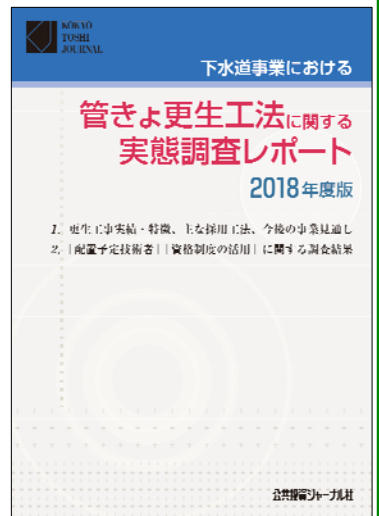 KŌKYŌ
TOSHI
JOURNAL
下水道事業における
管きょ更生工法に関する
実態調査レポート
2018年度版
1. 更生工事実績・特徴、主な採用工法、今後の事業見通し
2. 「配置予定技術者」「資格制度の活用」に関する調査結果
公共投資ジャーナル社